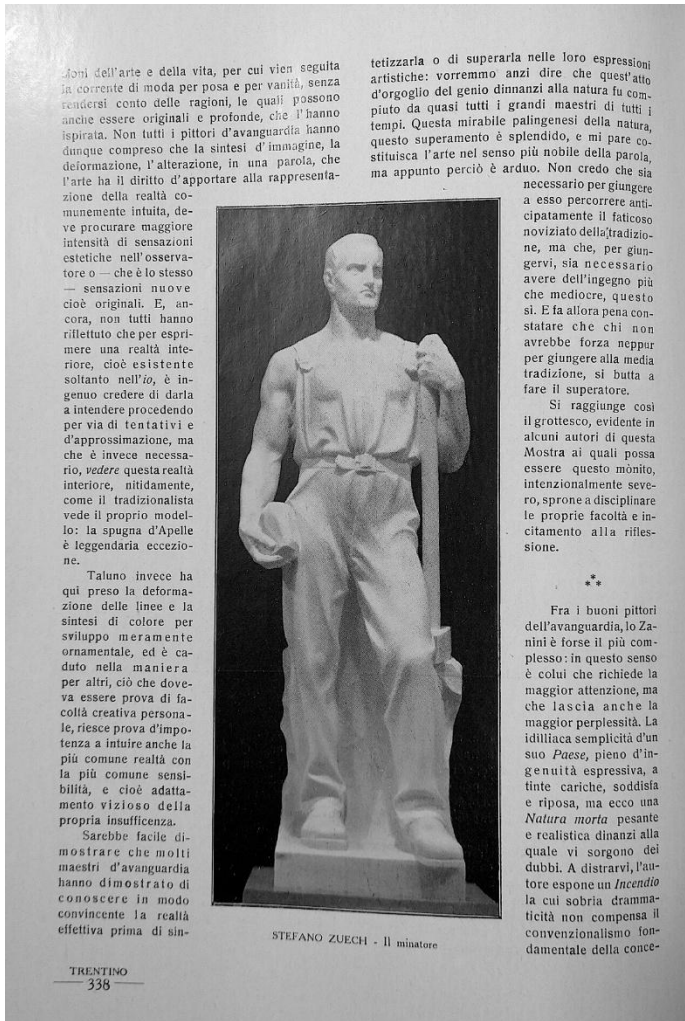 zioni dell'arte e della vita, per cui vien seguita
la corrente di moda per posa e per vanità, senza
rendersi conto delle ragioni, le quali possono
anche essere originali e profonde, che l'hanno
ispirata. Non tutti i pittori d'avanguardia hanno
dunque compreso che la sintesi d'immagine, la
deformazione, l'alterazione, in una parola, che
l'arte ha il diritto d'apportare alla rappresenta-
zione della realtà co-
munemente intuita, de-
ve procurare maggiore
intensità di sensazioni
estetiche nell'osserva-
tore o — che è lo stesso
— sensazioni nuove
cioè originali. E, an-
cora, non tutti hanno
riflettuto che per espri-
mere una realtà inte-
riore, cioè esistente
soltanto nell'io, è in-
genuo credere di darla
a intendere procedendo
per via di tentativi e
d'approssimazione, ma
che è invece necessa-
rio, vedere questa realtà
interiore, nitidamente,
come il tradizionalista
vede il proprio model-
lo: la spugna d'Apelle
è leggendaria eccezio-
ne.
Taluno invece ha
qui preso la deforma-
zione delle linee e la
sintesi di colore per
sviluppo meramente
ornamentale, ed è ca-
duto nella maniera
per altri, ciò che dove-
va essere prova di fa-
coltà creativa persona-
le, riesce prova d'impo-
tenza a intuire anche la
più comune realtà con
la più comune sensi-
bilità, e cioè adatta-
mento vizioso della
propria insufficenza.
Sarebbe facile di-
mostrare che molti
maestri d'avanguardia
hanno dimostrato di
conoscere in modo
convincente la realtà
effettiva prima di sin-
tetizzarla o di superarla nelle loro espressioni
artistiche: vorremmo anzi dire che quest'atto
d'orgoglio del genio dinnanzi alla natura fu com-
piuto da quasi tutti i grandi maestri di tutti i
tempi. Questa mirabile palingenesi della natura,
questo superamento è splendido, e mi pare co-
stituisca l'arte nel senso più nobile della parola,
ma appunto perciò è arduo. Non credo che sia
necessario per giungere
a esso percorrere anti-
cipatamente il faticoso
noviziato della tradizio-
ne, ma che, per giun-
gervi, sia necessario
avere dell'ingegno più
che mediocre, questo
si. E fa allora pena con-
statare che chi non
avrebbe forza neppur
per giungere alla media
tradizione, si butta a
fare il superatore.
Si raggiunge così
il grottesco, evidente in
alcuni autori di questa
Mostra ai quali possa
essere questo mònito,
intenzionalmente seve-
ro, sprone a disciplinare
le proprie facoltà e in-
citamento alla rifles-
sione.
***
Fra i buoni pittori
dell'avanguardia, lo Za-
nini è forse il più com-
plesso: in questo senso
è colui che richiede la
maggior attenzione, ma
che lascia anche la
maggior perplessità. La
idilliaca semplicità d'un
suo Paese, pieno d'in-
genuità espressiva, a
tinte cariche, soddisfa
e riposa, ma ecco una
Natura morta pesante
e realistica dinanzi alla
quale vi sorgono dei
dubbi. A distrarvi, l'au-
tore espone un Incendio
la cui sobria dramma-
ticità non compensa il
convenzionalismo fon-
damentale della conce-
STEFANO ZUECH - Il minatore
TRENTINO
338